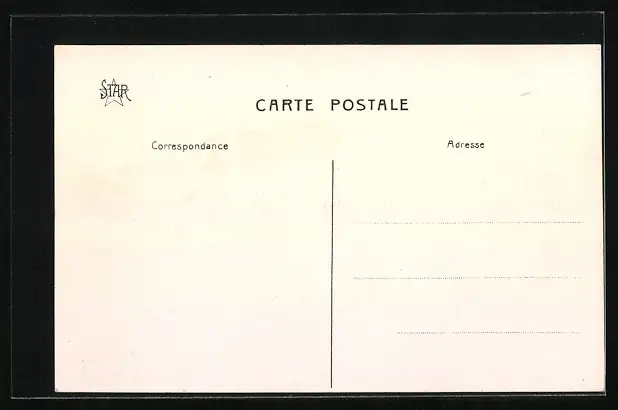 STAR
CARTE POSTALE
Correspondance
Adresse